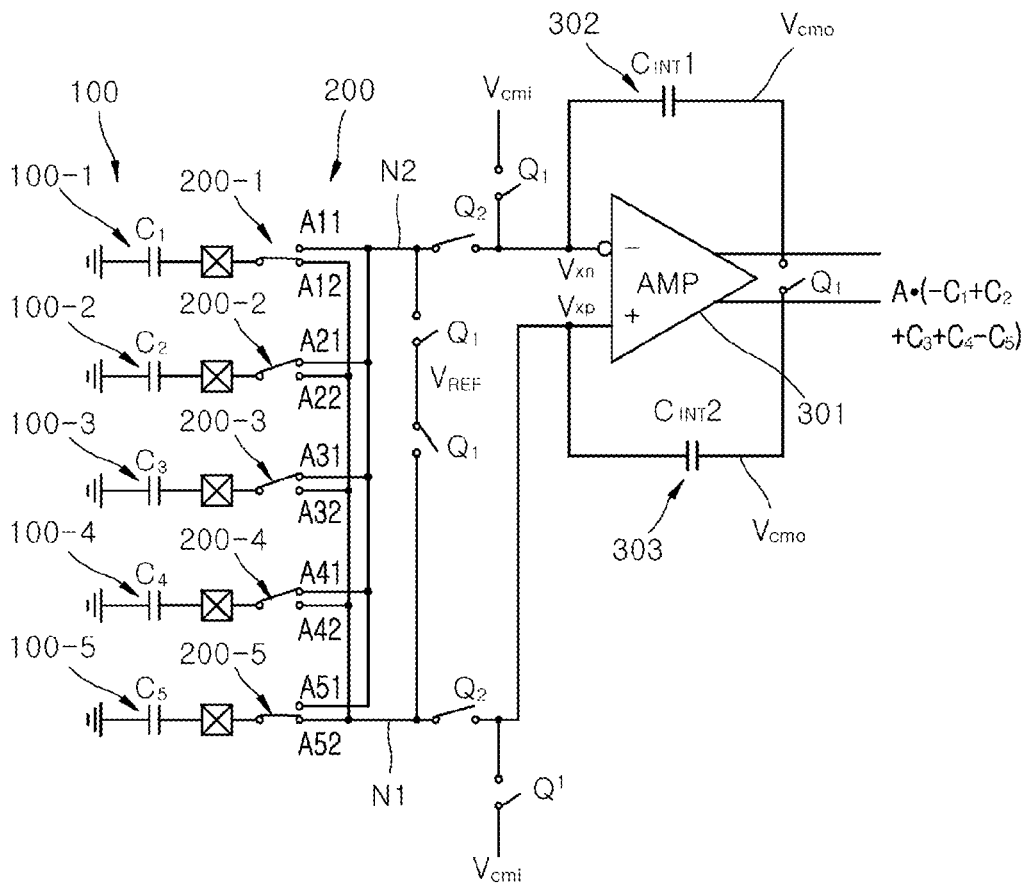 302
Vcmo
CINT1
100
200
Vcmi
100-1
200-1
N2
Q1
C1
A11
Q2
A12
−
Vxn
AMP
Q1
A•(-C1+C2
+C3+C4-C5)
100-2
200-2
Vxp
C2
A21
Q1
+
A22
VREF
301
100-3
200-3
CINT2
C3
A31
Q1
A32
303
Vcmo
100-4
200-4
C4
A41
A42
100-5
200-5
C5
A51
Q2
A52
N1
Q1
Vcmi